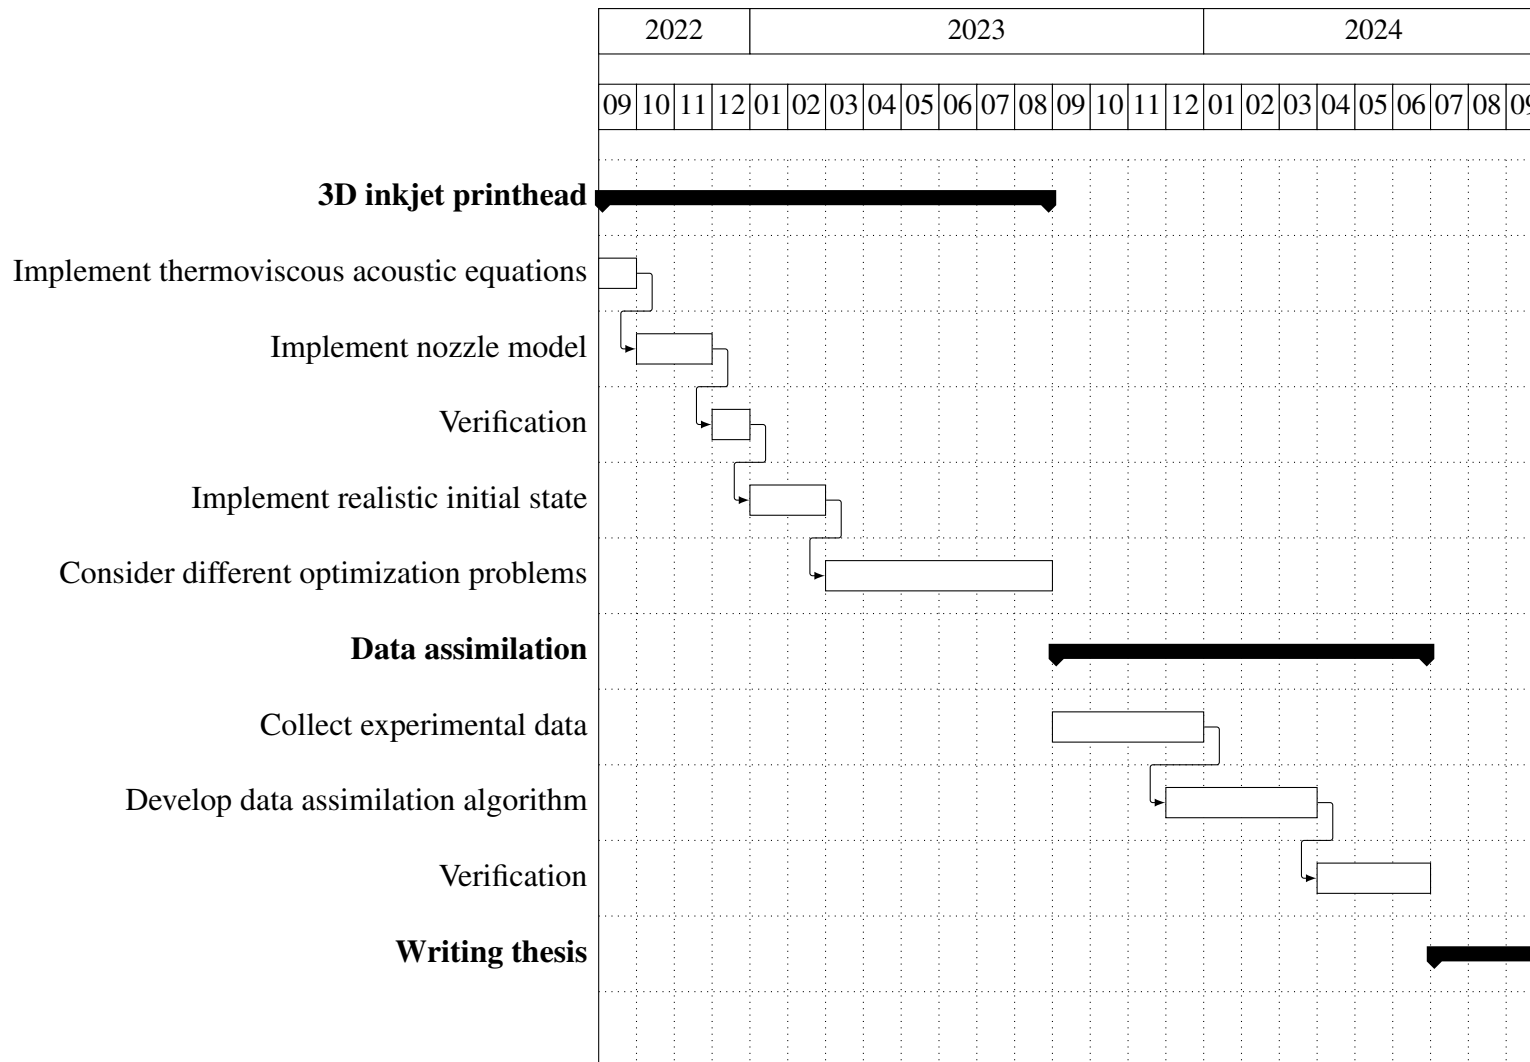 2022 2023 2024
09 10 11 12 01 02 03 04 05 06 07 08 09 10 11 12 01 02 03 04 05 06 07 08 09
3D inkjet printhead
Implement thermoviscous acoustic equations
Implement nozzle model
Verification
Implement realistic initial state
Consider different optimization problems
Data assimilation
Collect experimental data
Develop data assimilation algorithm
Verification
Writing thesis